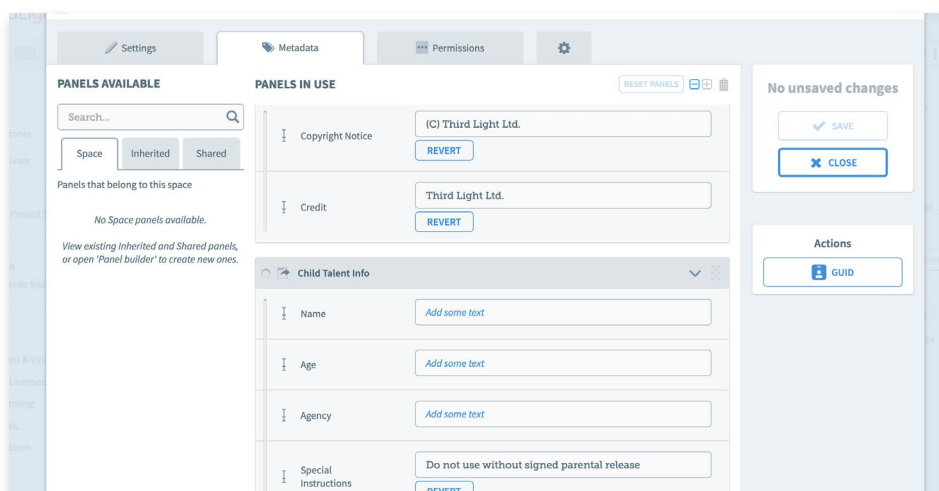 Settings
Metadata
Permissions
PANELS AVAILABLE
Search...
Space
Inherited
Shared
Panels that belong to this space
No Space panels available.
View existing Inherited and Shared panels,
or open 'Panel builder' to create new ones.
PANELS IN USE
RESET PANELS
Copyright Notice
(C) Third Light Ltd.
REVERT
Credit
Third Light Ltd.
REVERT
Child Talent Info
Name
Add some text
Age
Add some text
Agency
Add some text
Special
Instructions
Do not use without signed parental release
REVERT
No unsaved changes
SAVE
CLOSE
Actions
GUID